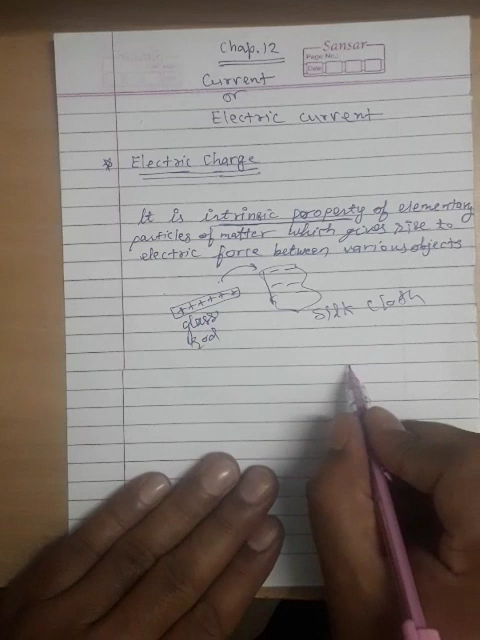 Chap. 12
Sansar
Page No.:
Date:
Current
or
Electric current
* Electric Charge
It is intrinsic poroperty of elementary
particles of matter which gives rise to
electric force between various objects
+ + + + + +
glass
Rod
silk cloth